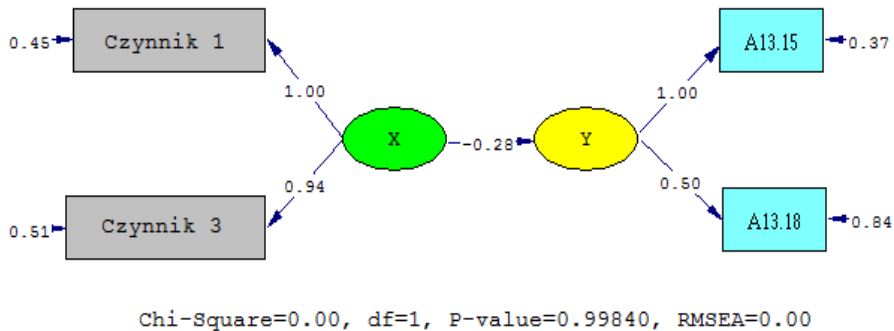 0.45
Czynnik 1
1.00
X
-0.28
Y
1.00
A13.15
0.37
0.51
Czynnik 3
0.94
0.50
A13.18
0.84
Chi-Square=0.00, df=1, P-value=0.99840, RMSEA=0.00